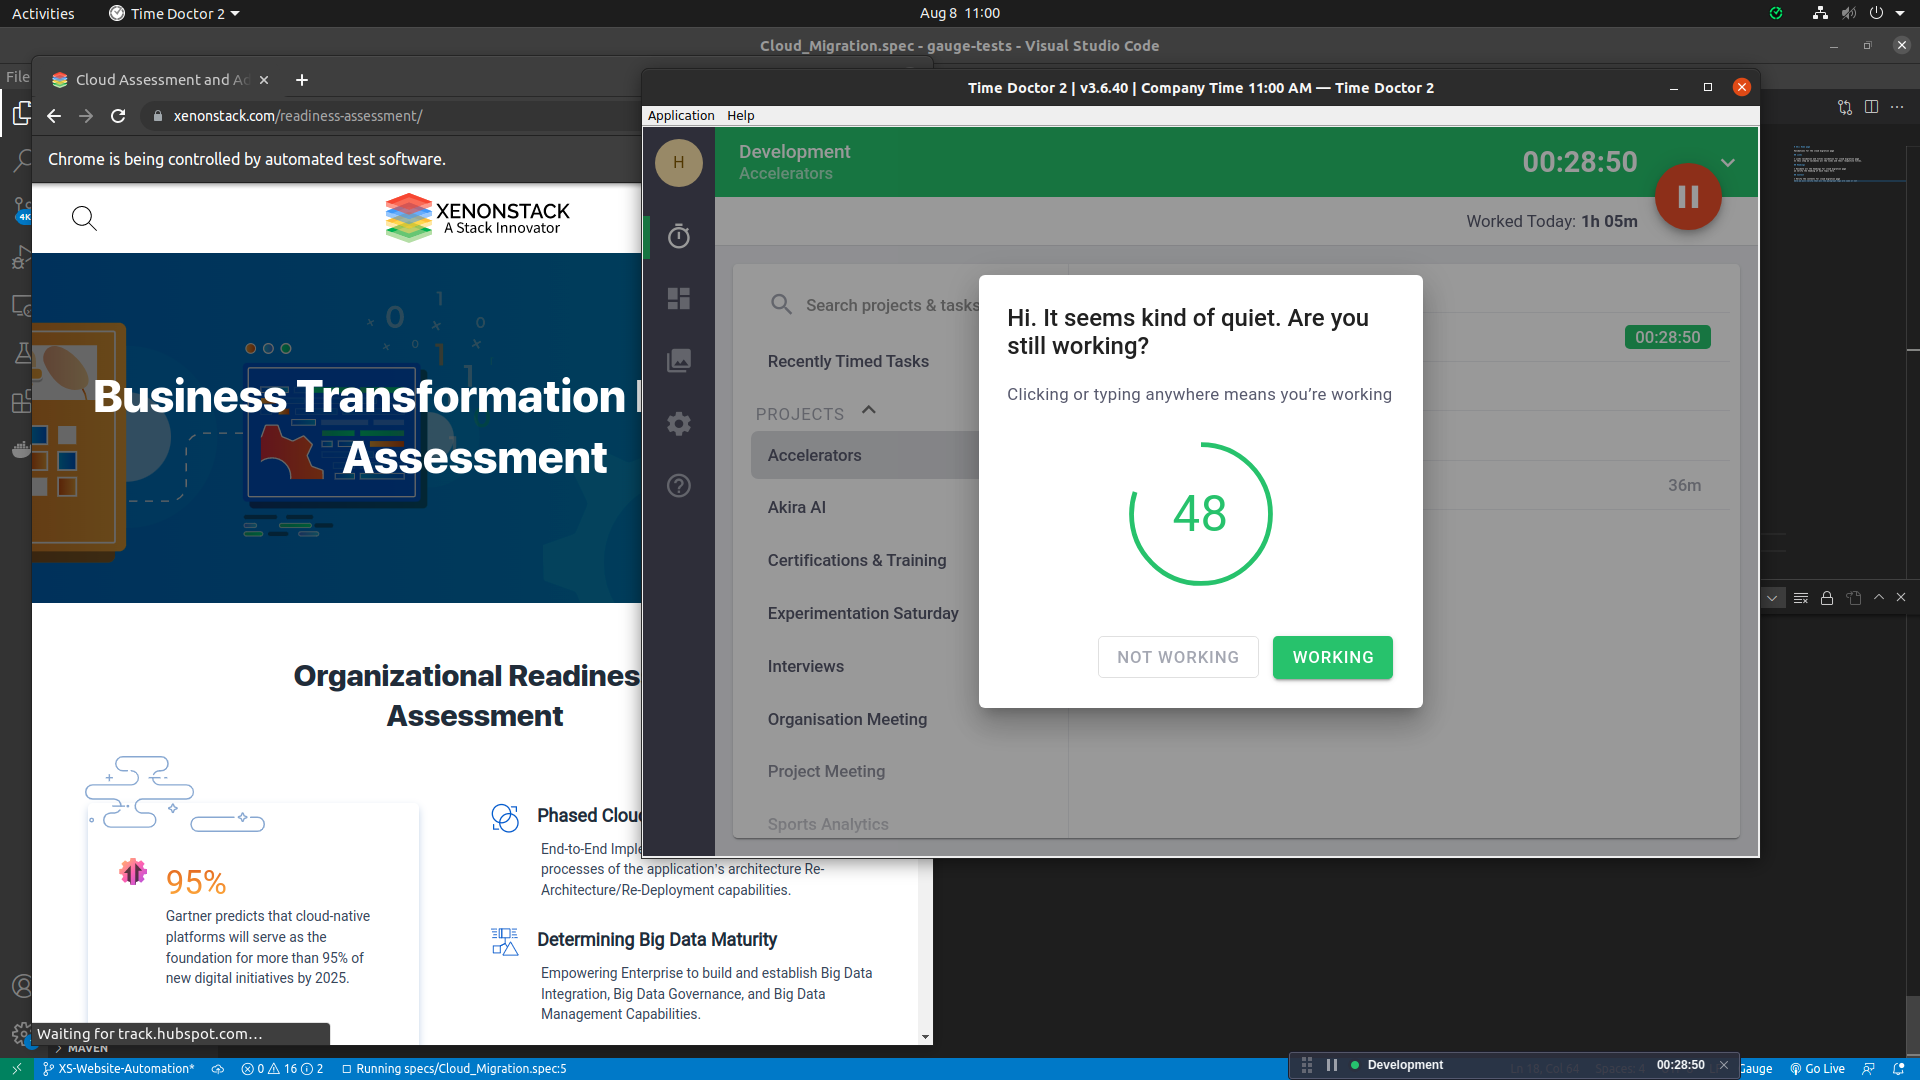 Activities
Time Doctor 2
Aug 8 11:00
Cloud_Migration.spec - gauge-tests - Visual Studio Code
File
Cloud Assessment and Ad
xenonstack.com/readiness-assessment/
Chrome is being controlled by automated test software.
XENONSTACK
A Stack Innovator
Business Transformation
Assessment
Organizational Readines
Assessment
95%
Gartner predicts that cloud-native
platforms will serve as the
foundation for more than 95% of
new digital initiatives by 2025.
Phased Clou
End-to-End Imple
processes of the application's architecture Re-
Architecture/Re-Deployment capabilities.
Determining Big Data Maturity
Empowering Enterprise to build and establish Big Data
Integration, Big Data Governance, and Big Data
Management Capabilities.
Waiting for track.hubspot.com...
MAVEN
4K
Time Doctor 2 | v3.6.40 | Company Time 11:00 AM — Time Doctor 2
Application Help
H
Development
Accelerators
00:28:50
Worked Today: 1h 05m
Search projects & tasks
Recently Timed Tasks
PROJECTS
Accelerators
Akira AI
Certifications & Training
Experimentation Saturday
Interviews
Organisation Meeting
Project Meeting
Sports Analytics
00:28:50
36m
Hi. It seems kind of quiet. Are you
still working?
Clicking or typing anywhere means you're working
48
NOT WORKING
WORKING
XS-Website-Automation*
0 16 2
Running specs/Cloud_Migration.spec:5
Development
00:28:50
Ln 18, Col 64
Spaces: 4
Gauge
Go Live